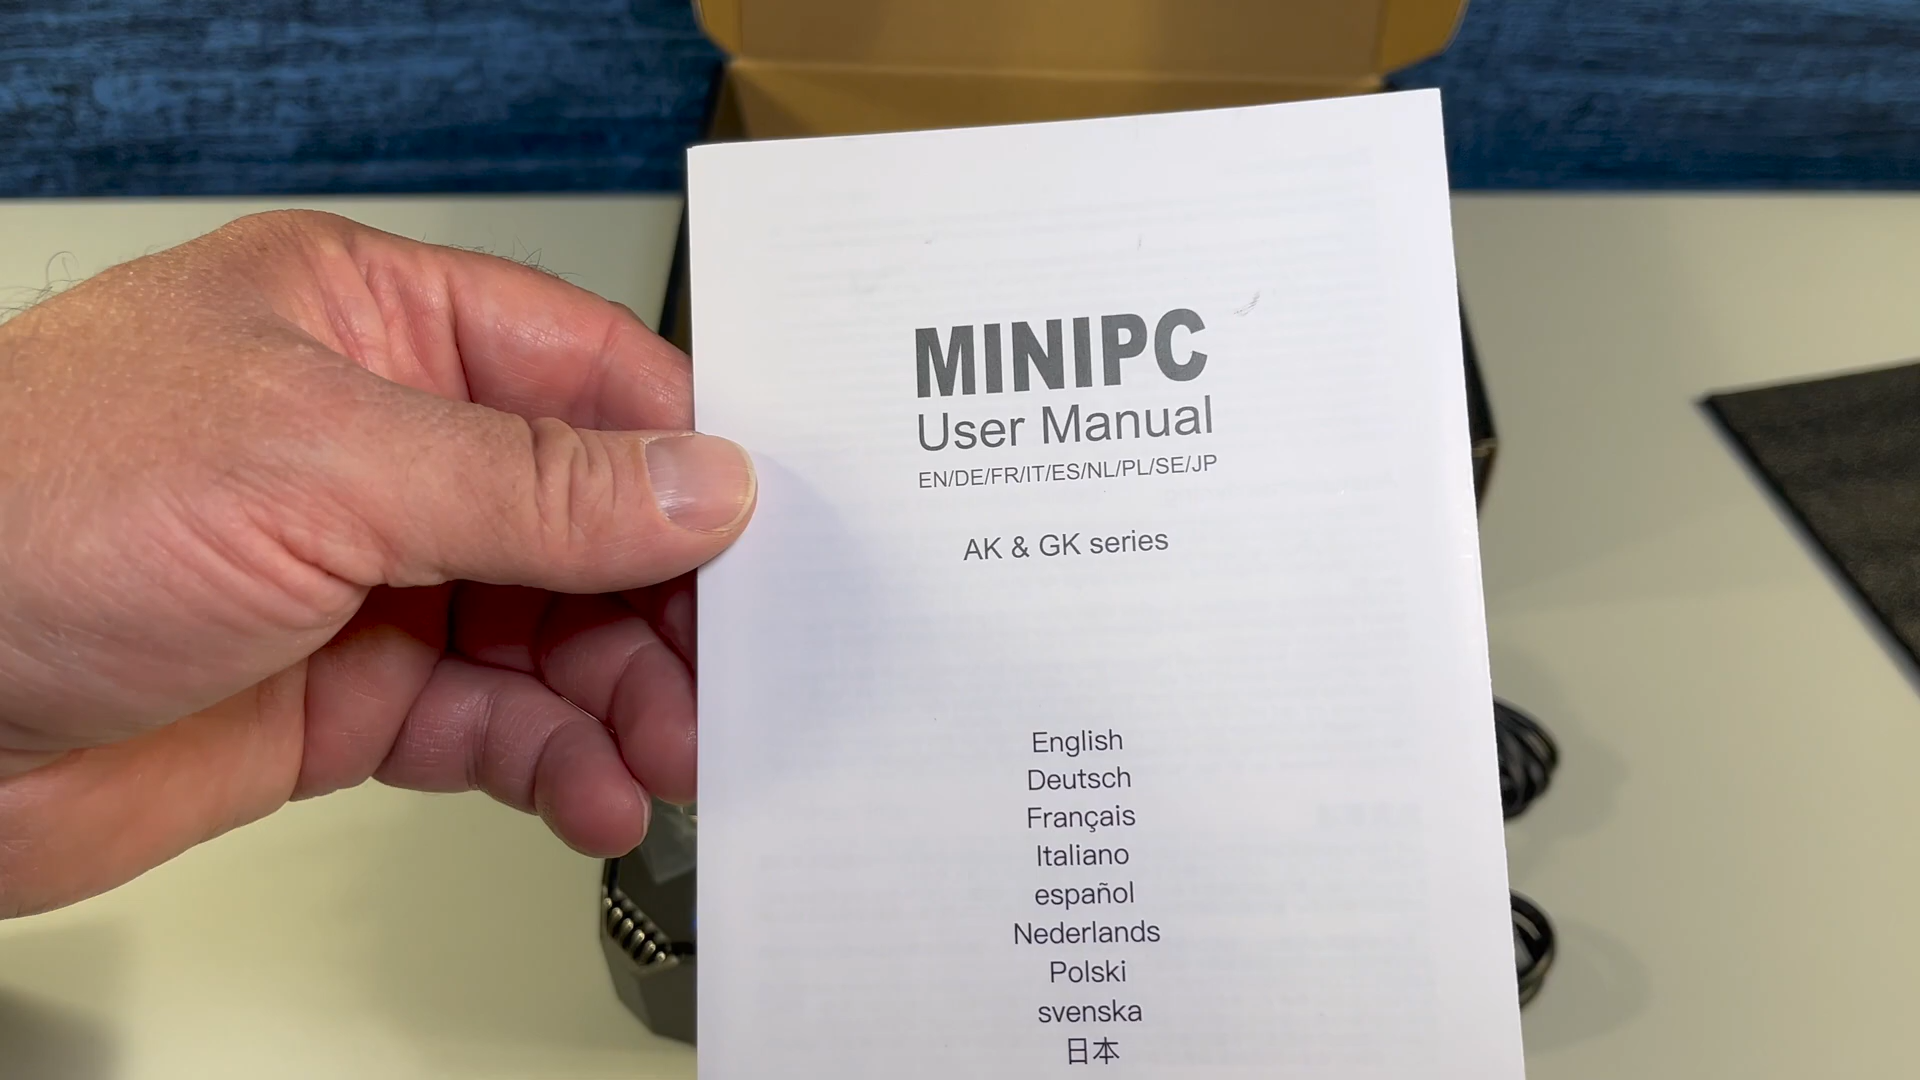 MINIPC
User Manual
EN/DE/FR/IT/ES/NL/PL/SE/JP
AK & GK series
English
Deutsch
Français
Italiano
español
Nederlands
Polski
svenska
日本